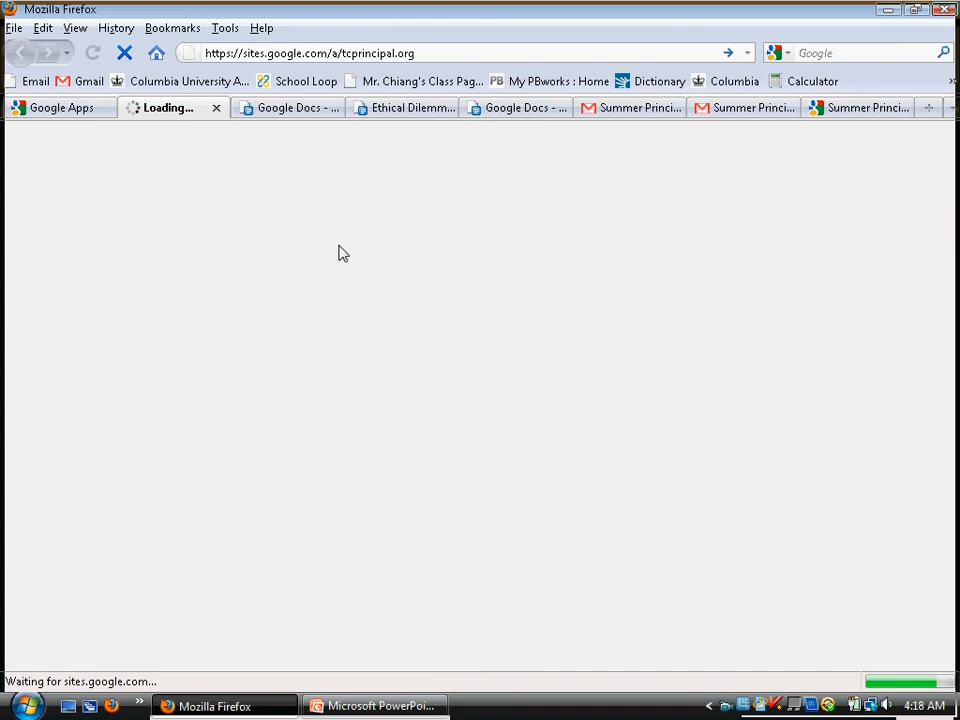 Mozilla Firefox
File Edit View History Bookmarks Tools Help
https://sites.google.com/a/tcprincipal.org
Google
Email Gmail Columbia University A... School Loop Mr. Chiang's Class Pag... PB My PBworks : Home Dictionary Columbia Calculator »
Google Apps Loading... Google Docs - ... Ethical Dilemm... Google Docs - ... Summer Princi... Summer Princi... Summer Princi...
Waiting for sites.google.com...
Mozilla Firefox Microsoft PowerPoi... 4:18 AM